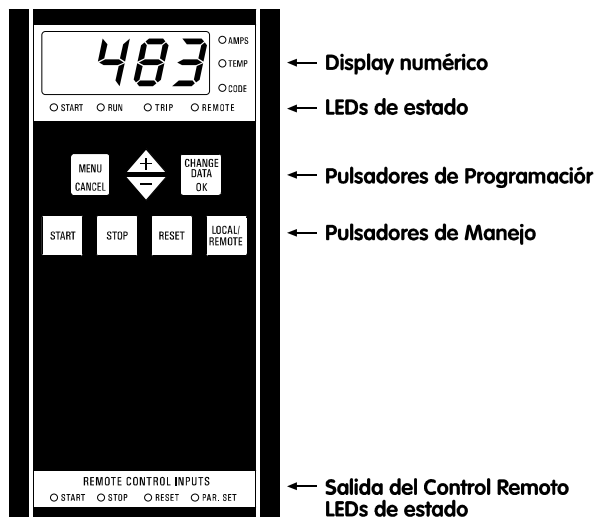 483
AMPS
TEMP
CODE
START RUN TRIP REMOTE
Display numérico
LEDs de estado
MENU
CANCEL
+
−
CHANGE
DATA
OK
Pulsadores de Programaciór
START
STOP
RESET
LOCAL/
REMOTE
Pulsadores de Manejo
REMOTE CONTROL INPUTS
START STOP RESET PAR. SET
Salida del Control Remoto
LEDs de estado